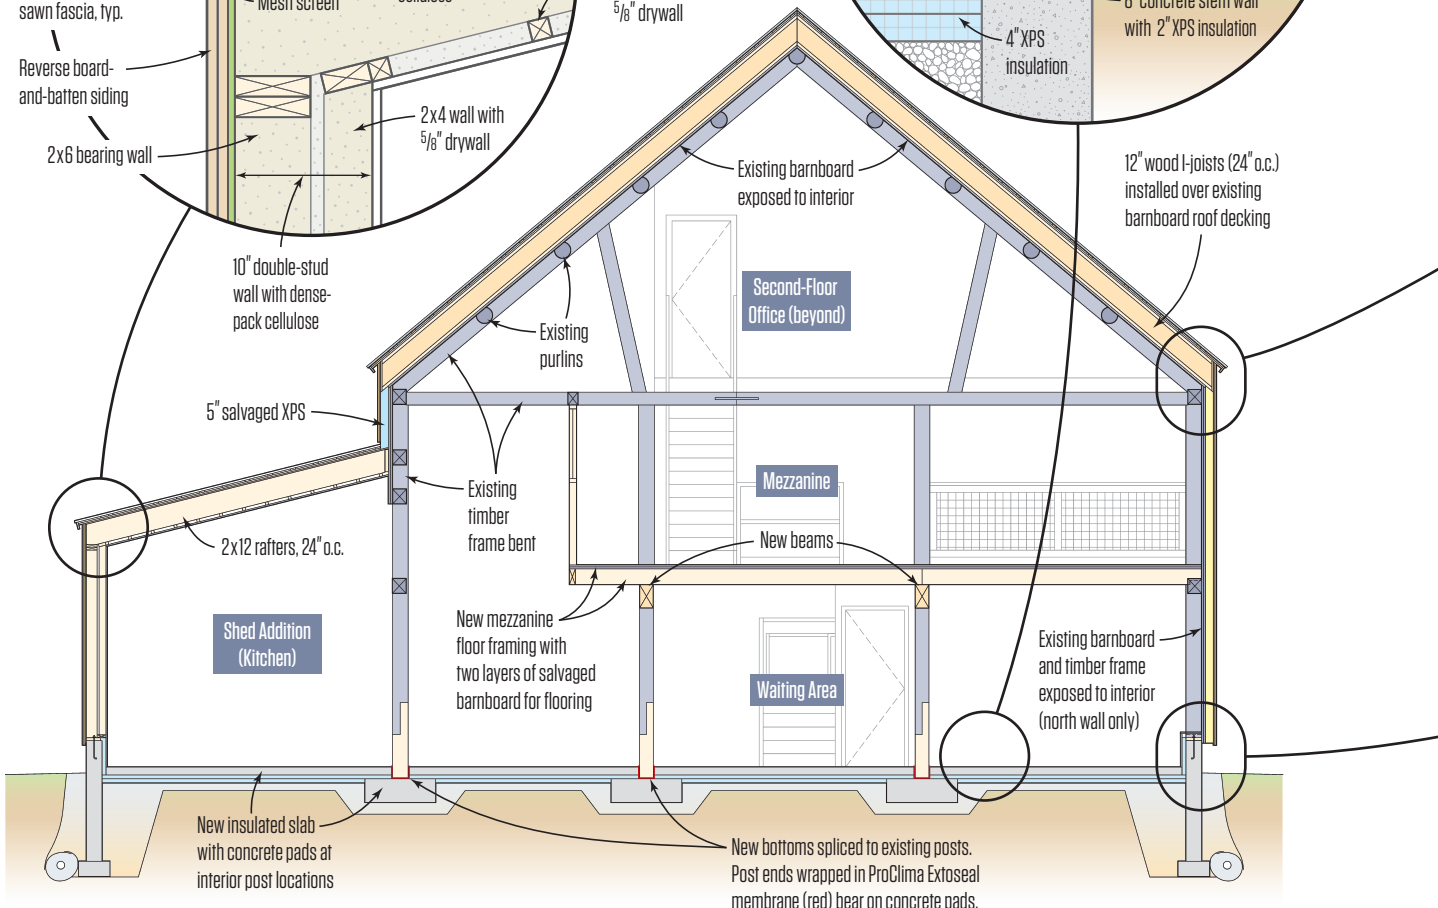 sawn fascia, typ.
Mesh screen
cellulose
5/8" drywall
Reverse board-
and-batten siding
2x6 bearing wall
2x4 wall with
5/8" drywall
10" double-stud
wall with dense-
pack cellulose
4" XPS
insulation
8" concrete stem wall
with 2" XPS insulation
Existing barnboard
exposed to interior
12" wood I-joists (24" o.c.)
installed over existing
barnboard roof decking
Second-Floor
Office (beyond)
Existing
purlins
5" salvaged XPS
Existing
timber
frame bent
Mezzanine
New beams
2x12 rafters, 24" o.c.
Shed Addition
(Kitchen)
New mezzanine
floor framing with
two layers of salvaged
barnboard for flooring
Waiting Area
Existing barnboard
and timber frame
exposed to interior
(north wall only)
New insulated slab
with concrete pads at
interior post locations
New bottoms spliced to existing posts.
Post ends wrapped in ProClima Extoseal
membrane (red) bear on concrete pads.